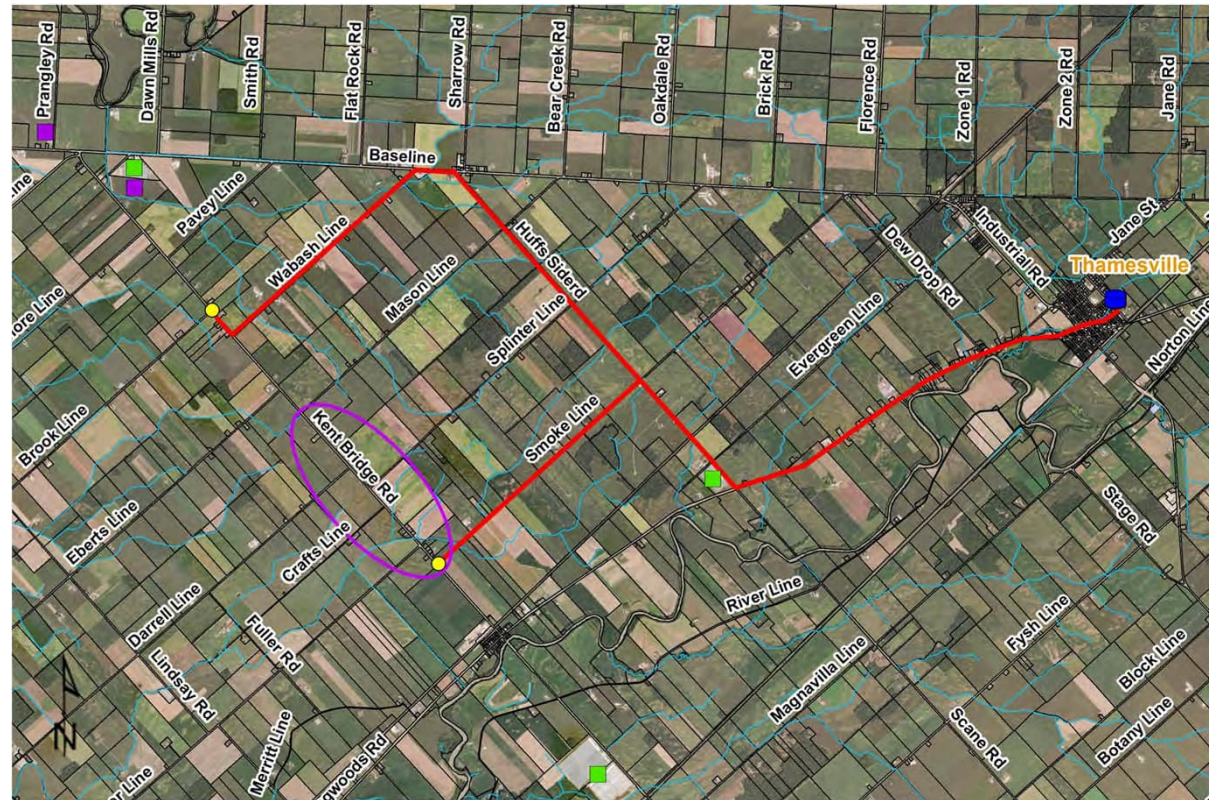 Prangley Rd
Dawn Mills Rd
Smith Rd
Flat Rock Rd
Sharrow Rd
Bear Creek Rd
Oakdale Rd
Brick Rd
Florence Rd
Zone 1 Rd
Zone 2 Rd
Jane Rd
Baseline
Pavey Line
Wabash Line
Mason Line
Huffs Siderd
Splinter Line
Dew Drop Rd
Industrial Rd
Jane St
Thamesville
Norton Line
Evergreen Line
Smoke Line
Kent Bridge Rd
Brook Line
Eberts Line
Crafts Line
Darrell Line
Fuller Rd
Lindsay Rd
Merritt Line
River Line
Magnavilla Line
Stage Rd
Fysh Line
Block Line
Scane Rd
Botany Line
N